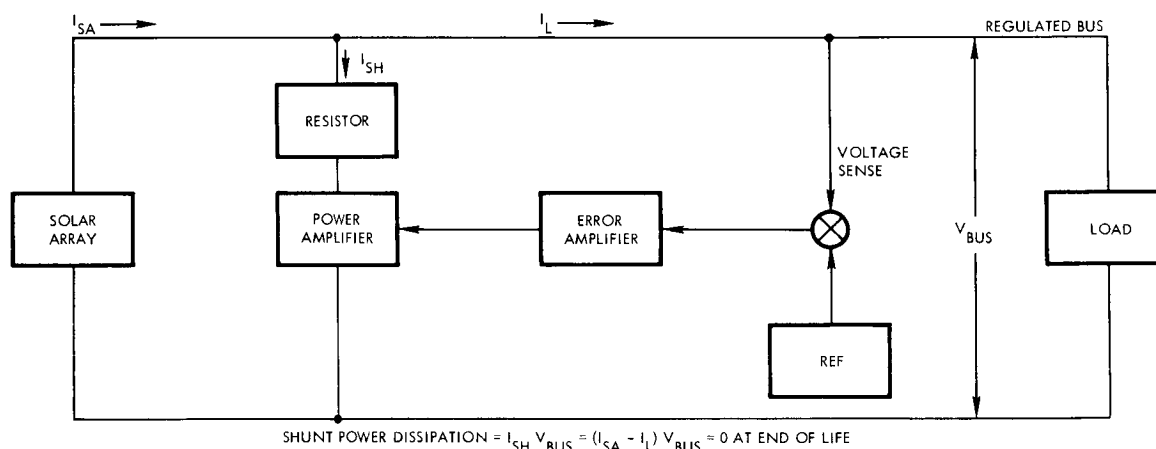 I_SA
I_L
REGULATED BUS
I_SH
RESISTOR
VOLTAGE
SENSE
SOLAR
ARRAY
POWER
AMPLIFIER
ERROR
AMPLIFIER
V_BUS
LOAD
REF
SHUNT POWER DISSIPATION = I_SH V_BUS = (I_SA - I_L) V_BUS = 0 AT END OF LIFE